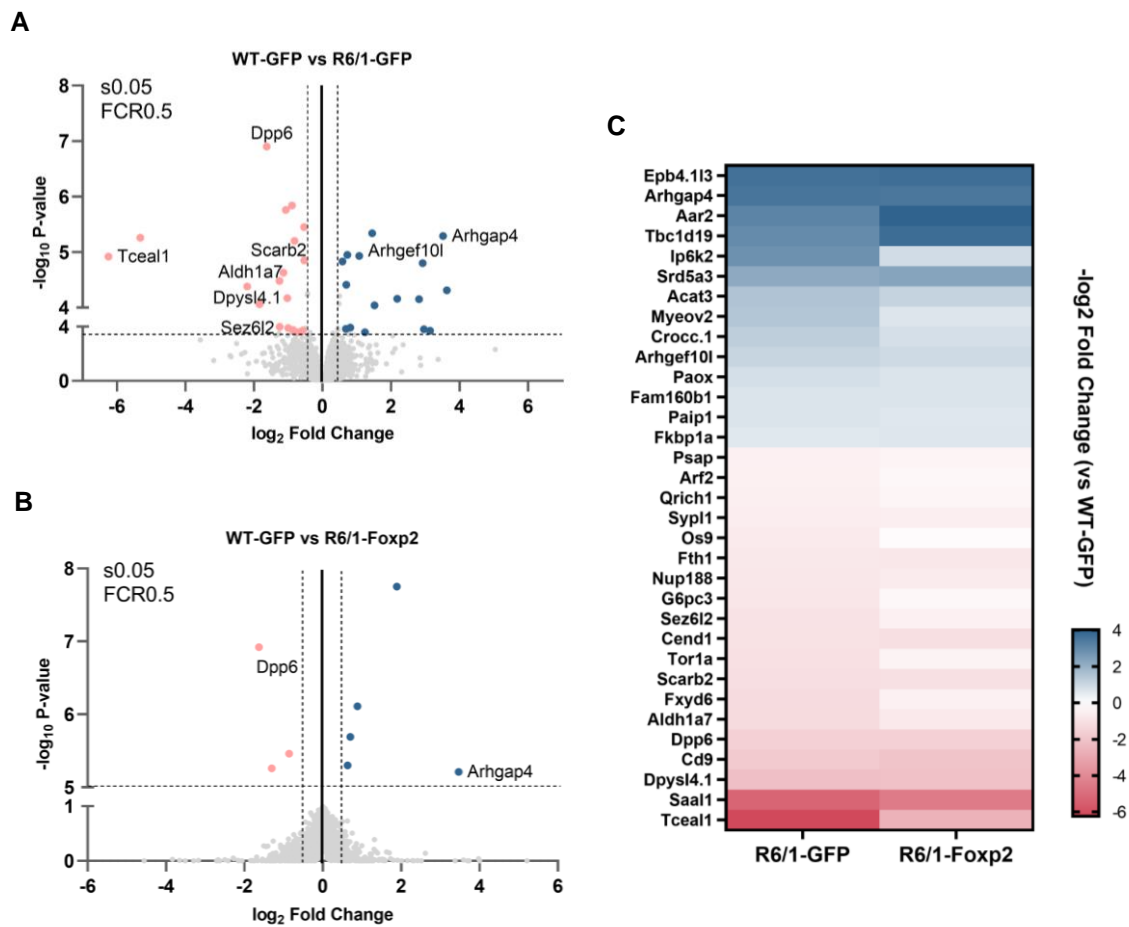 A
WT-GFP vs R6/1-GFP
s0.05
FCR0.5
8
7
6
5
4
4
0
-log10 P-value
Dpp6
Tceal1
Scarb2
Aldh1a7
Dpysl4.1
Sez6l2
Arhgef10l
Arhgap4
-6 -4 -2 0 2 4 6
log2 Fold Change
B
WT-GFP vs R6/1-Foxp2
s0.05
FCR0.5
8
7
6
5
1
0
-log10 P-value
Dpp6
Arhgap4
-6 -4 -2 0 2 4 6
log2 Fold Change
C
Epb4.1l3
Arhgap4
Aar2
Tbc1d19
Ip6k2
Srd5a3
Acat3
Myeov2
Crocc.1
Arhgef10l
Paox
Fam160b1
Paip1
Fkbp1a
Psap
Arf2
Qrich1
Sypl1
Os9
Fth1
Nup188
G6pc3
Sez6l2
Cend1
Tor1a
Scarb2
Fxyd6
Aldh1a7
Dpp6
Cd9
Dpysl4.1
Saal1
Tceal1
R6/1-GFP R6/1-Foxp2
-log2 Fold Change (vs WT-GFP)
4
2
0
-2
-4
-6